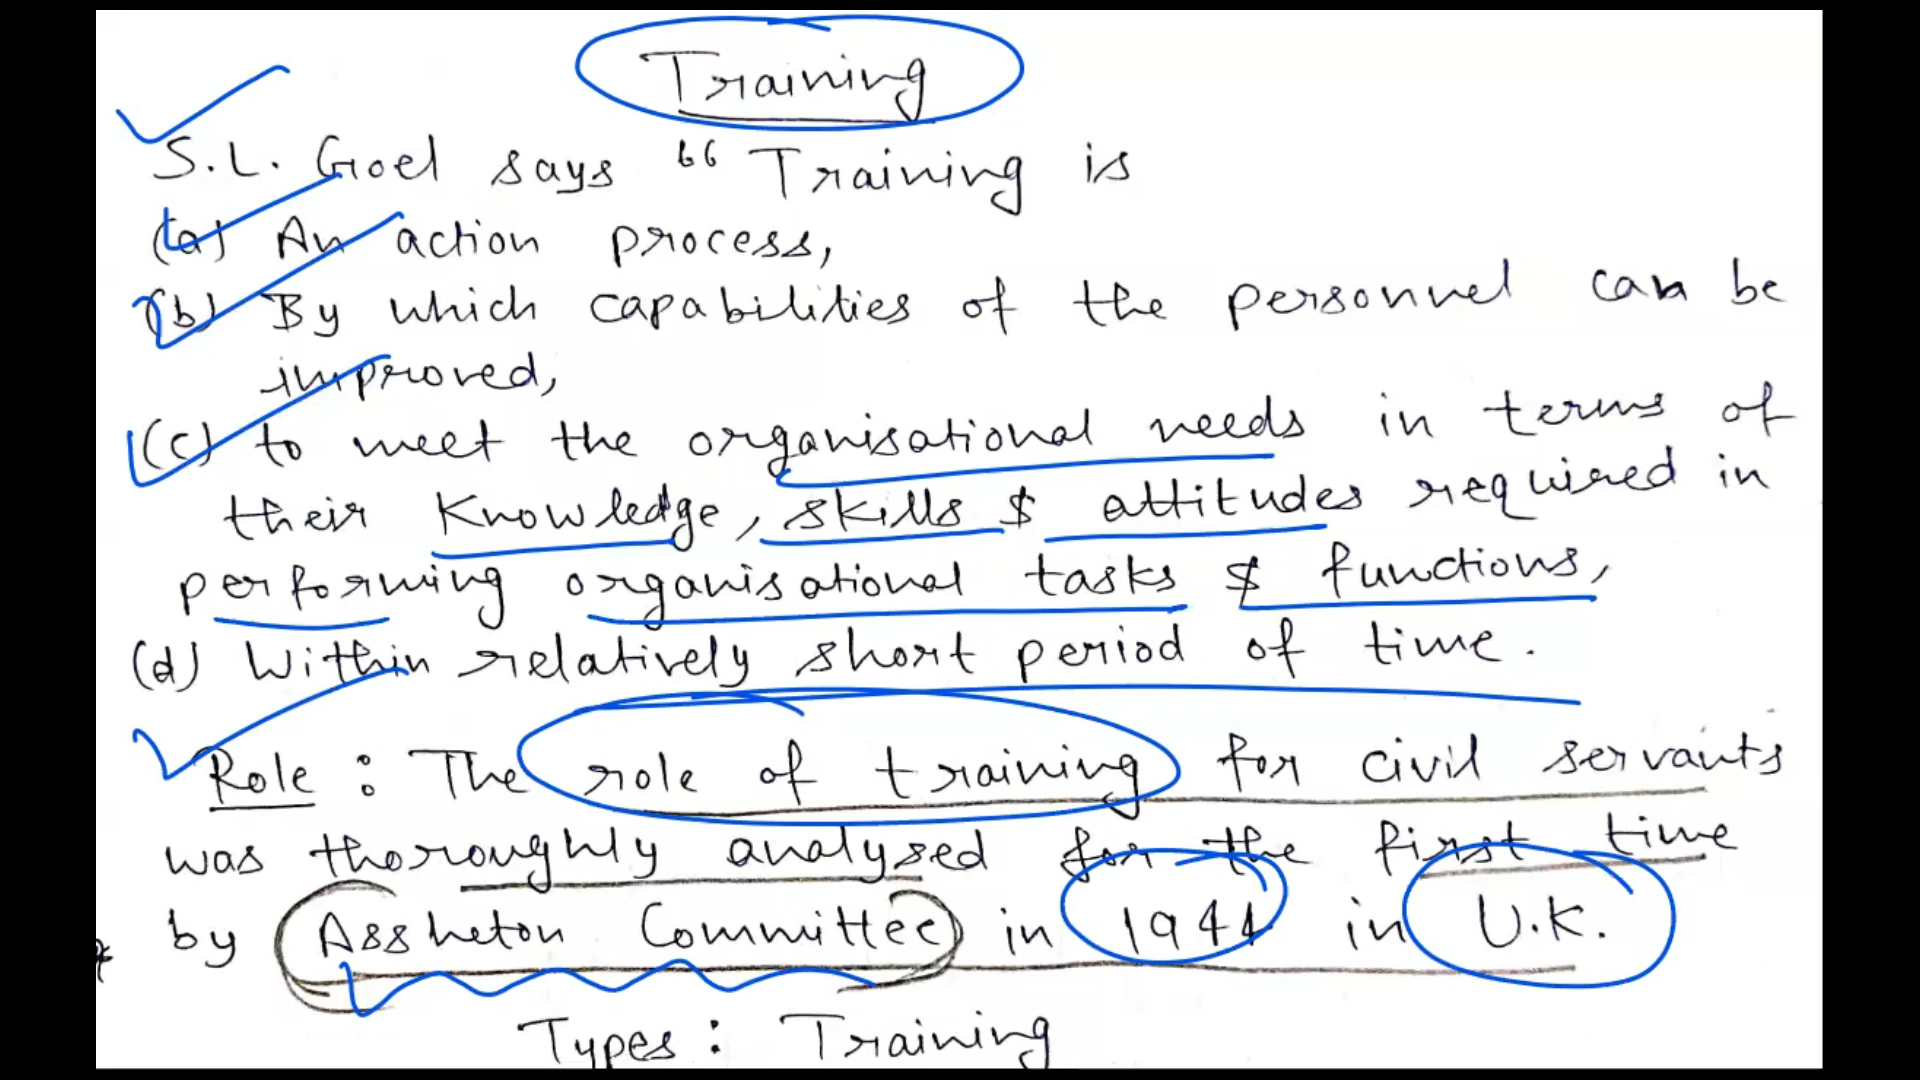 Training
S.L. Goel says “ Training is
(a) An action process,
(b) By which capabilities of the personnel can be
improved,
(c) to meet the organisational needs in terms of
their Knowledge, skills & attitudes required in
performing organisational tasks & functions,
(d) Within relatively short period of time.
Role : The role of training for civil servants
was thoroughly analysed for the first time
by Assheton Committee in 1944 in U.K.
Types : Training